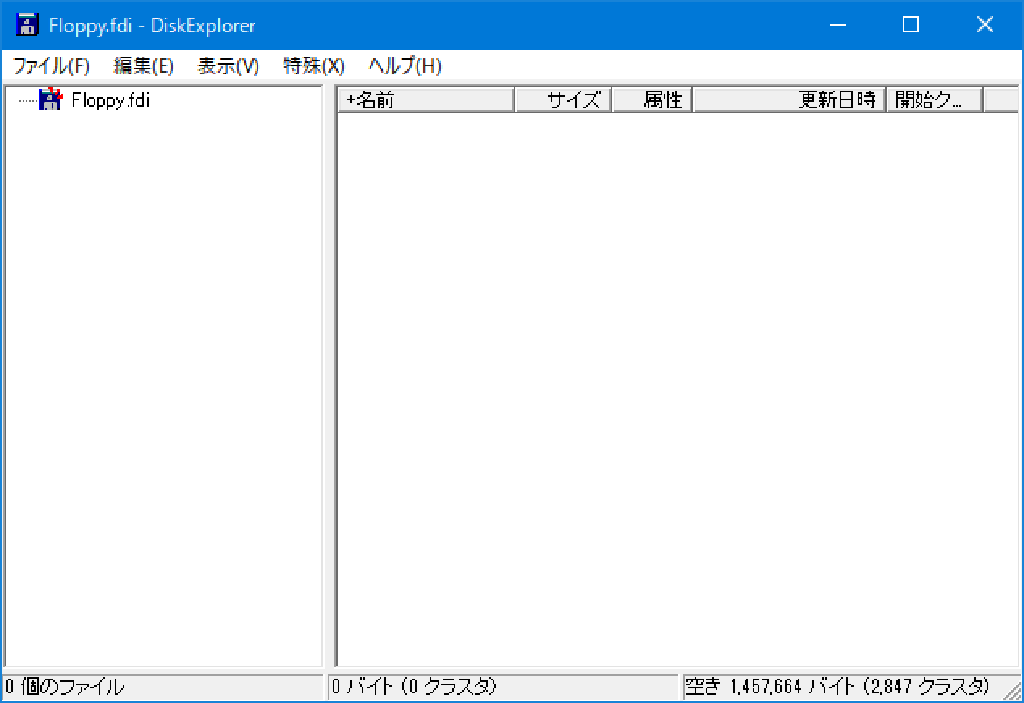 Floppy.fdi - DiskExplorer
ファイル(F) 編集(E) 表示(V) 特殊(X) ヘルプ(H)
Floppy.fdi
+名前 サイズ 属性 更新日時 開始ク...
0 個のファイル 0 バイト (0 クラスタ) 空き 1,457,664 バイト (2,847 クラスタ)